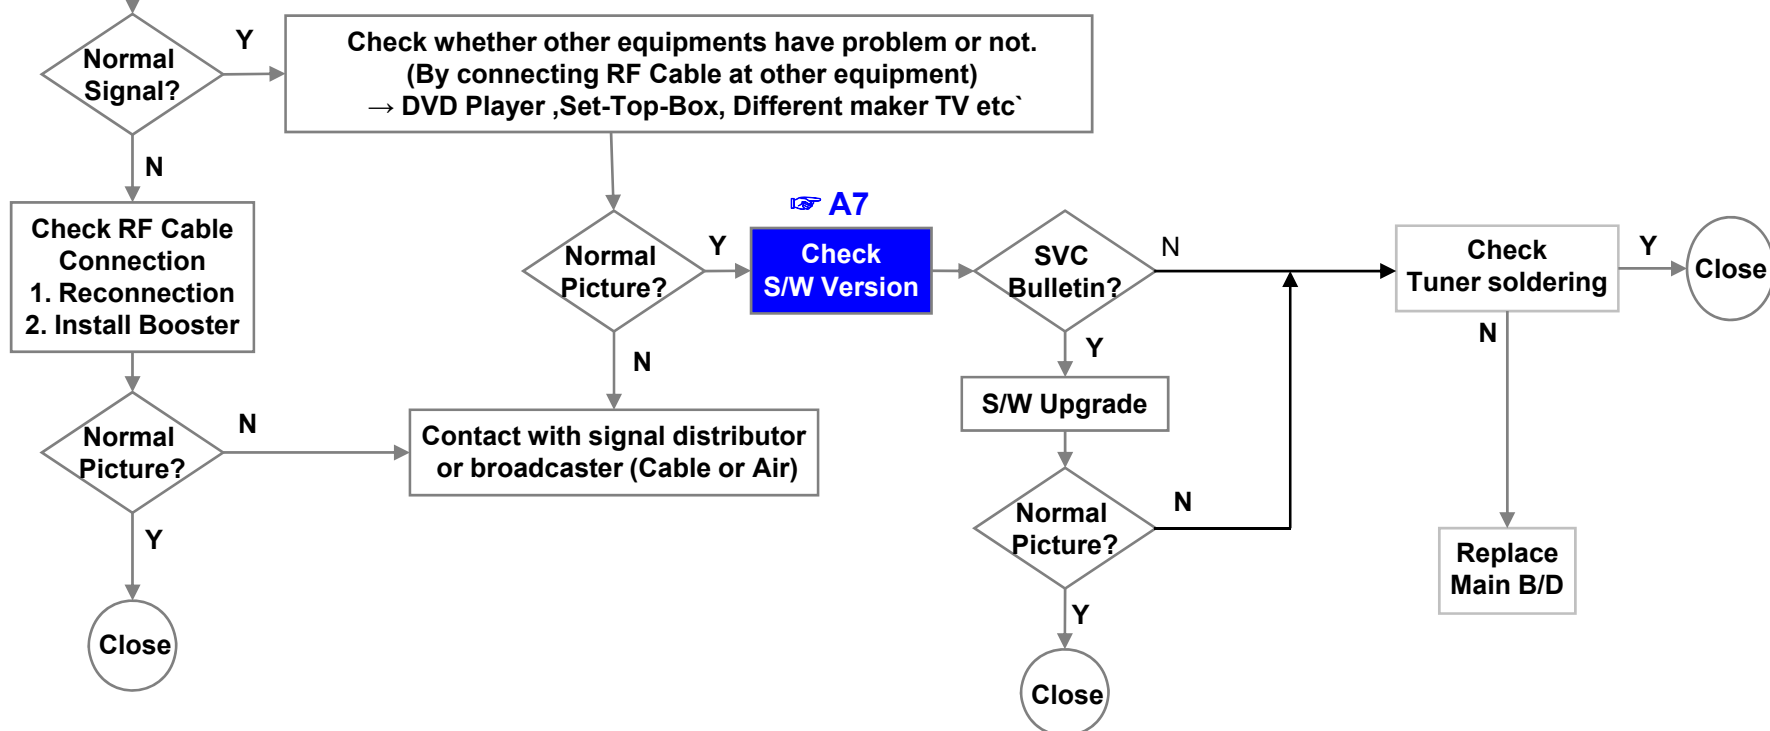 Normal
Signal?
Y
Check whether other equipments have problem or not.
(By connecting RF Cable at other equipment)
→ DVD Player ,Set-Top-Box, Different maker TV etc`
N
Check RF Cable
Connection
1. Reconnection
2. Install Booster
Normal
Picture?
Y
☞ A7
Check
S/W Version
SVC
Bulletin?
N
Check
Tuner soldering
Y
Close
N
Y
N
S/W Upgrade
Normal
Picture?
N
Contact with signal distributor
or broadcaster (Cable or Air)
Normal
Picture?
N
Replace
Main B/D
Y
Close
Y
Close